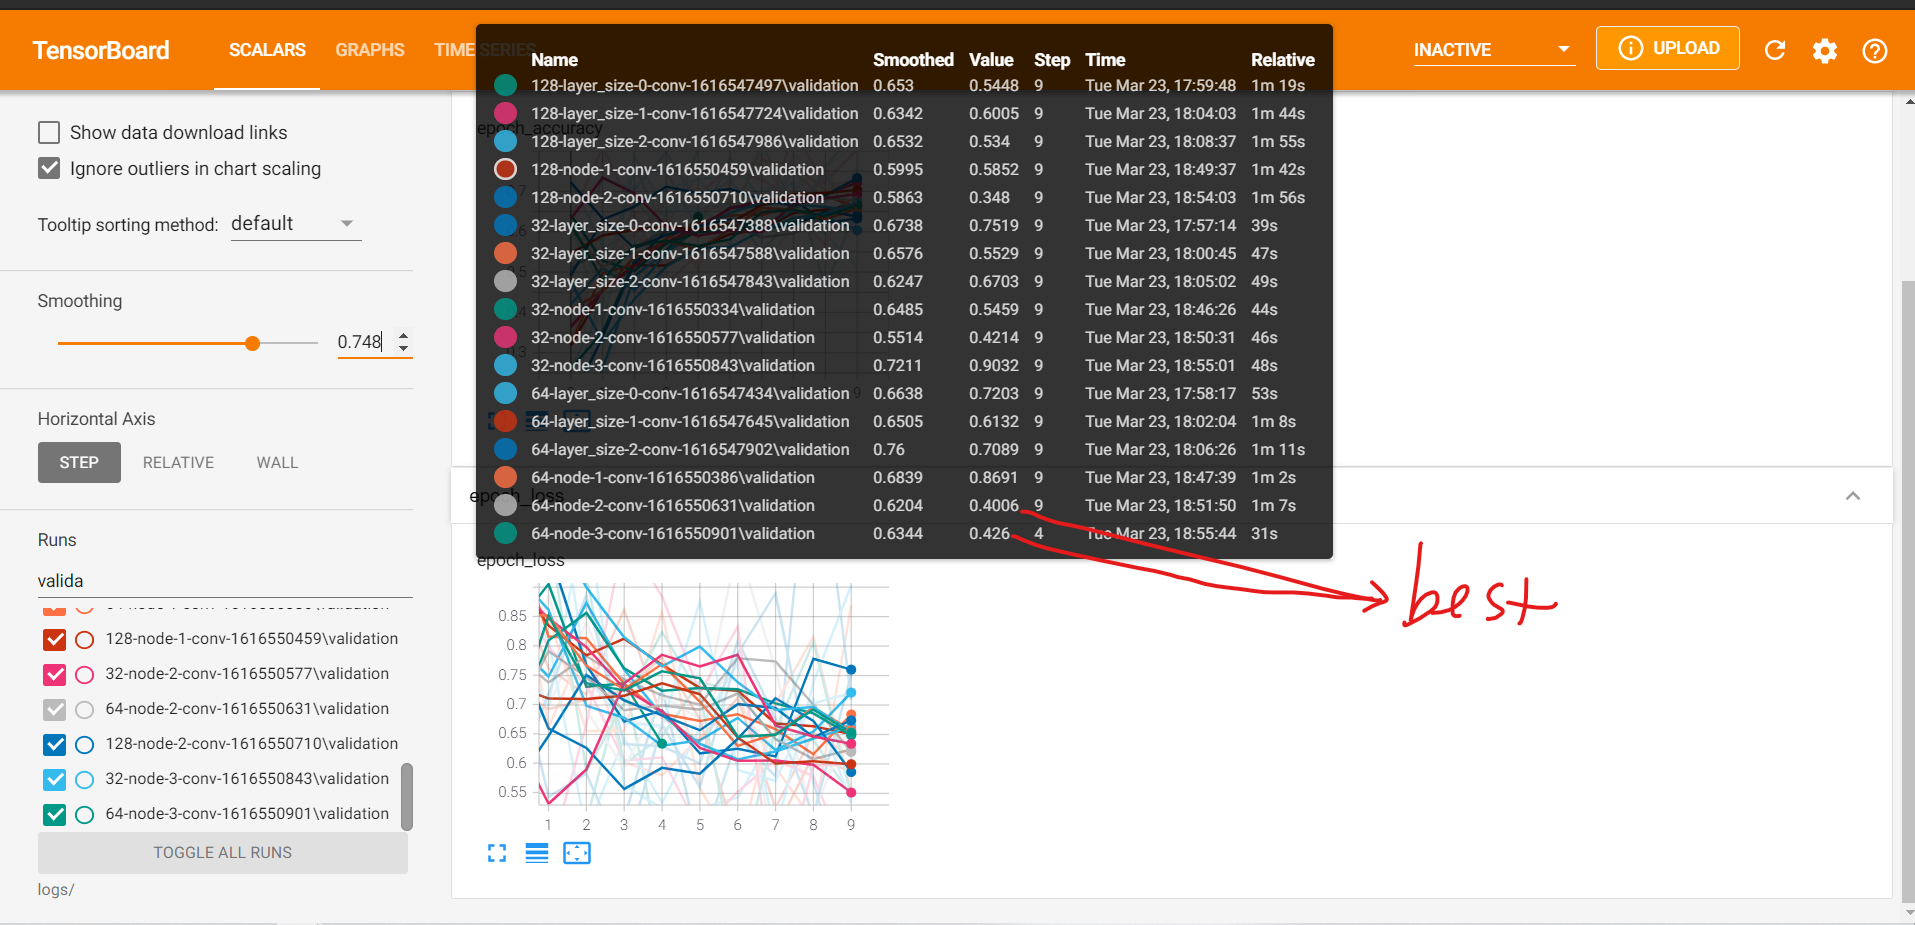 TensorBoard
SCALARS GRAPHS TIME SERIES
INACTIVE
UPLOAD
Show data download links
Ignore outliers in chart scaling
Tooltip sorting method: default
Smoothing
0.748
Horizontal Axis
STEP RELATIVE WALL
Runs
valida
128-node-1-conv-1616550459\validation
32-node-2-conv-1616550577\validation
64-node-2-conv-1616550631\validation
128-node-2-conv-1616550710\validation
32-node-3-conv-1616550843\validation
64-node-3-conv-1616550901\validation
TOGGLE ALL RUNS
logs/
epoch_accuracy
Name Smoothed Value Step Time Relative
128-layer_size-0-conv-1616547497\validation 0.653 0.5448 9 Tue Mar 23, 17:59:48 1m 19s
128-layer_size-1-conv-1616547724\validation 0.6342 0.6005 9 Tue Mar 23, 18:04:03 1m 44s
128-layer_size-2-conv-1616547986\validation 0.6532 0.534 9 Tue Mar 23, 18:08:37 1m 55s
128-node-1-conv-1616550459\validation 0.5995 0.5852 9 Tue Mar 23, 18:49:37 1m 42s
128-node-2-conv-1616550710\validation 0.5863 0.348 9 Tue Mar 23, 18:54:03 1m 56s
32-layer_size-0-conv-1616547388\validation 0.6738 0.7519 9 Tue Mar 23, 17:57:14 39s
32-layer_size-1-conv-1616547588\validation 0.6576 0.5529 9 Tue Mar 23, 18:00:45 47s
32-layer_size-2-conv-1616547843\validation 0.6247 0.6703 9 Tue Mar 23, 18:05:02 49s
32-node-1-conv-1616550334\validation 0.6485 0.5459 9 Tue Mar 23, 18:46:26 44s
32-node-2-conv-1616550577\validation 0.5514 0.4214 9 Tue Mar 23, 18:50:31 46s
32-node-3-conv-1616550843\validation 0.7211 0.9032 9 Tue Mar 23, 18:55:01 48s
64-layer_size-0-conv-1616547434\validation 0.6638 0.7203 9 Tue Mar 23, 17:58:17 53s
64-layer_size-1-conv-1616547645\validation 0.6505 0.6132 9 Tue Mar 23, 18:02:04 1m 8s
64-layer_size-2-conv-1616547902\validation 0.76 0.7089 9 Tue Mar 23, 18:06:26 1m 11s
64-node-1-conv-1616550386\validation 0.6839 0.8691 9 Tue Mar 23, 18:47:39 1m 2s
64-node-2-conv-1616550631\validation 0.6204 0.4006 9 Tue Mar 23, 18:51:50 1m 7s
64-node-3-conv-1616550901\validation 0.6344 0.426 4 Tue Mar 23, 18:55:44 31s
epoch_loss
epoch_loss
best
0.85
0.8
0.75
0.7
0.65
0.6
0.55
1 2 3 4 5 6 7 8 9